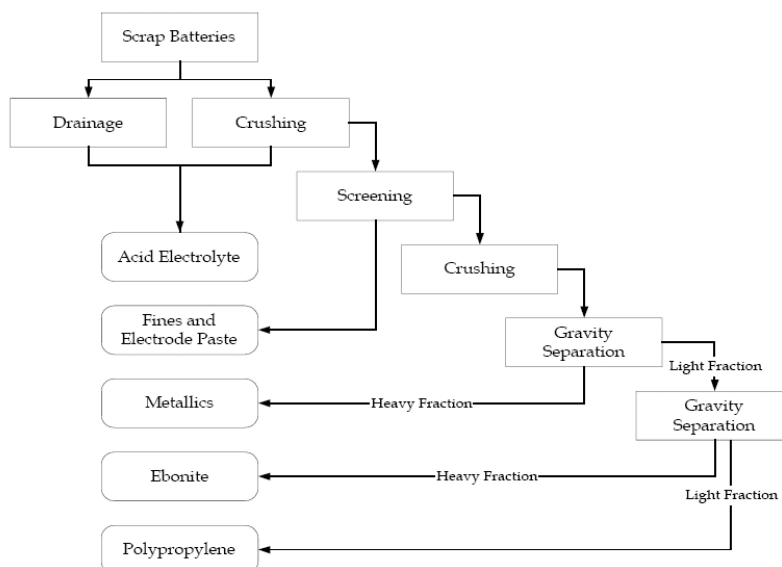 Scrap Batteries
Drainage
Crushing
Screening
Acid Electrolyte
Crushing
Fines and
Electrode Paste
Gravity
Separation
Light Fraction
Metallics
Heavy Fraction
Gravity
Separation
Ebonite
Heavy Fraction
Light Fraction
Polypropylene